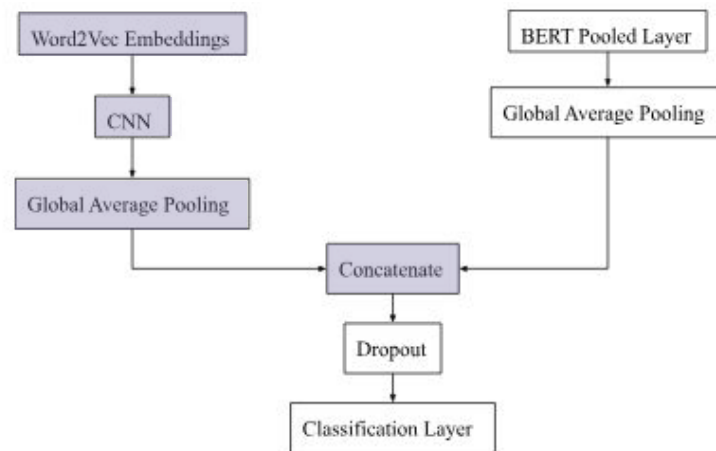 Word2Vec Embeddings
BERT Pooled Layer
CNN
Global Average Pooling
Global Average Pooling
Concatenate
Dropout
Classification Layer